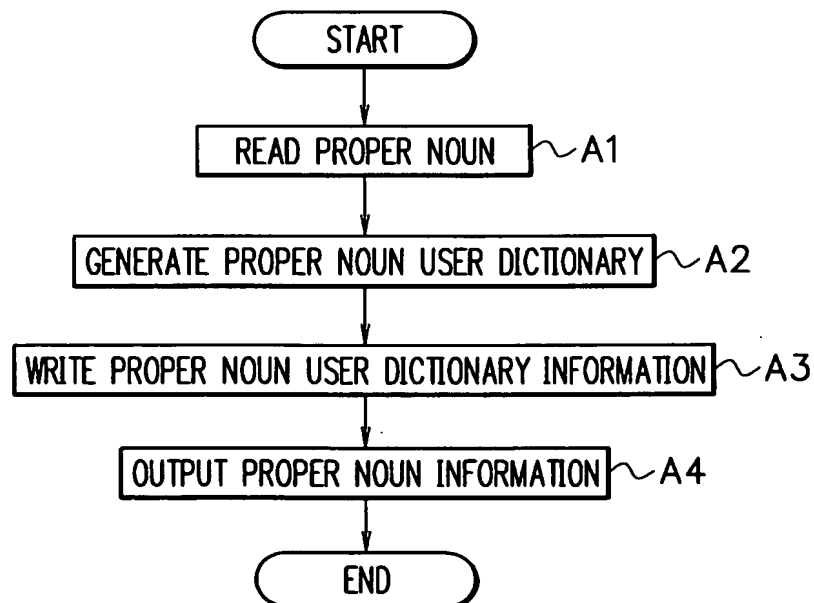 START
READ PROPER NOUN A1
GENERATE PROPER NOUN USER DICTIONARY A2
WRITE PROPER NOUN USER DICTIONARY INFORMATION A3
OUTPUT PROPER NOUN INFORMATION A4
END